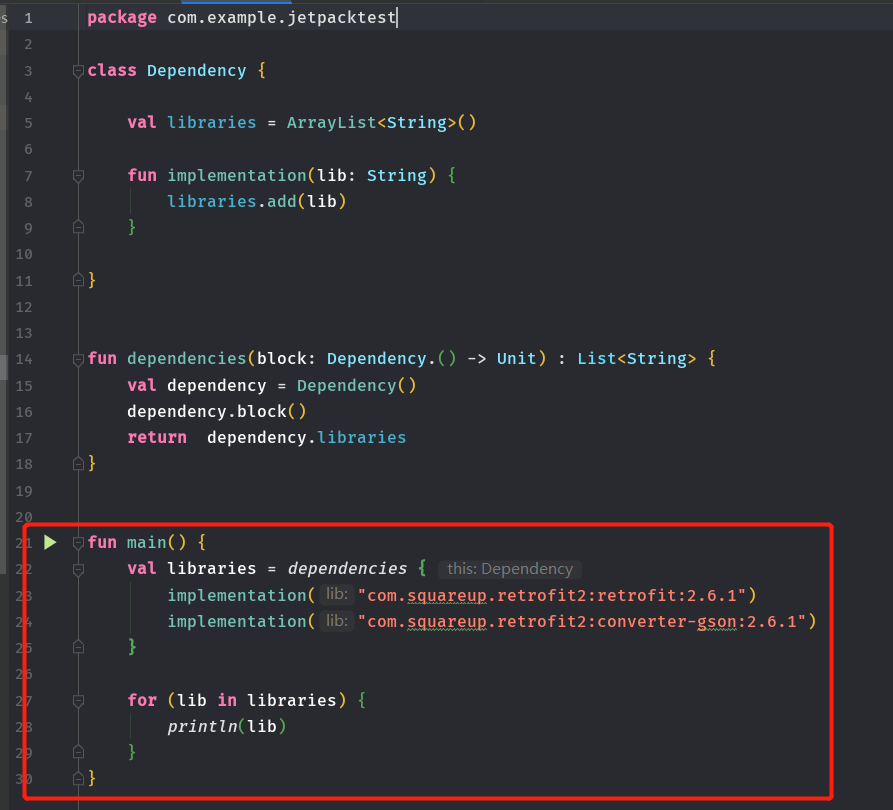 s 1 package com.example.jetpacktest
2
3 class Dependency {
4
5 val libraries = ArrayList<String>()
6
7 fun implementation(lib: String) {
8 libraries.add(lib)
9 }
10
11 }
12
13
14 fun dependencies(block: Dependency.() -> Unit) : List<String> {
15 val dependency = Dependency()
16 dependency.block()
17 return  dependency.libraries
18 }
19
20
21 fun main() {
22 val libraries = dependencies { this: Dependency
23 implementation( lib: "com.squareup.retrofit2:retrofit:2.6.1")
24 implementation( lib: "com.squareup.retrofit2:converter-gson:2.6.1")
25 }
26
27 for (lib in libraries) {
28 println(lib)
29 }
30 }